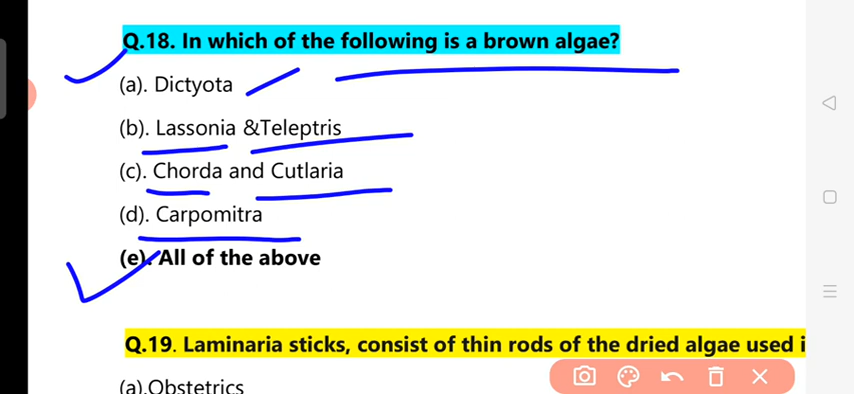 Q.18. In which of the following is a brown algae?
(a). Dictyota
(b). Lassonia &Teleptris
(c). Chorda and Cutlaria
(d). Carpomitra
(e). All of the above
Q.19. Laminaria sticks, consist of thin rods of the dried algae used i
(a).Obstetrics